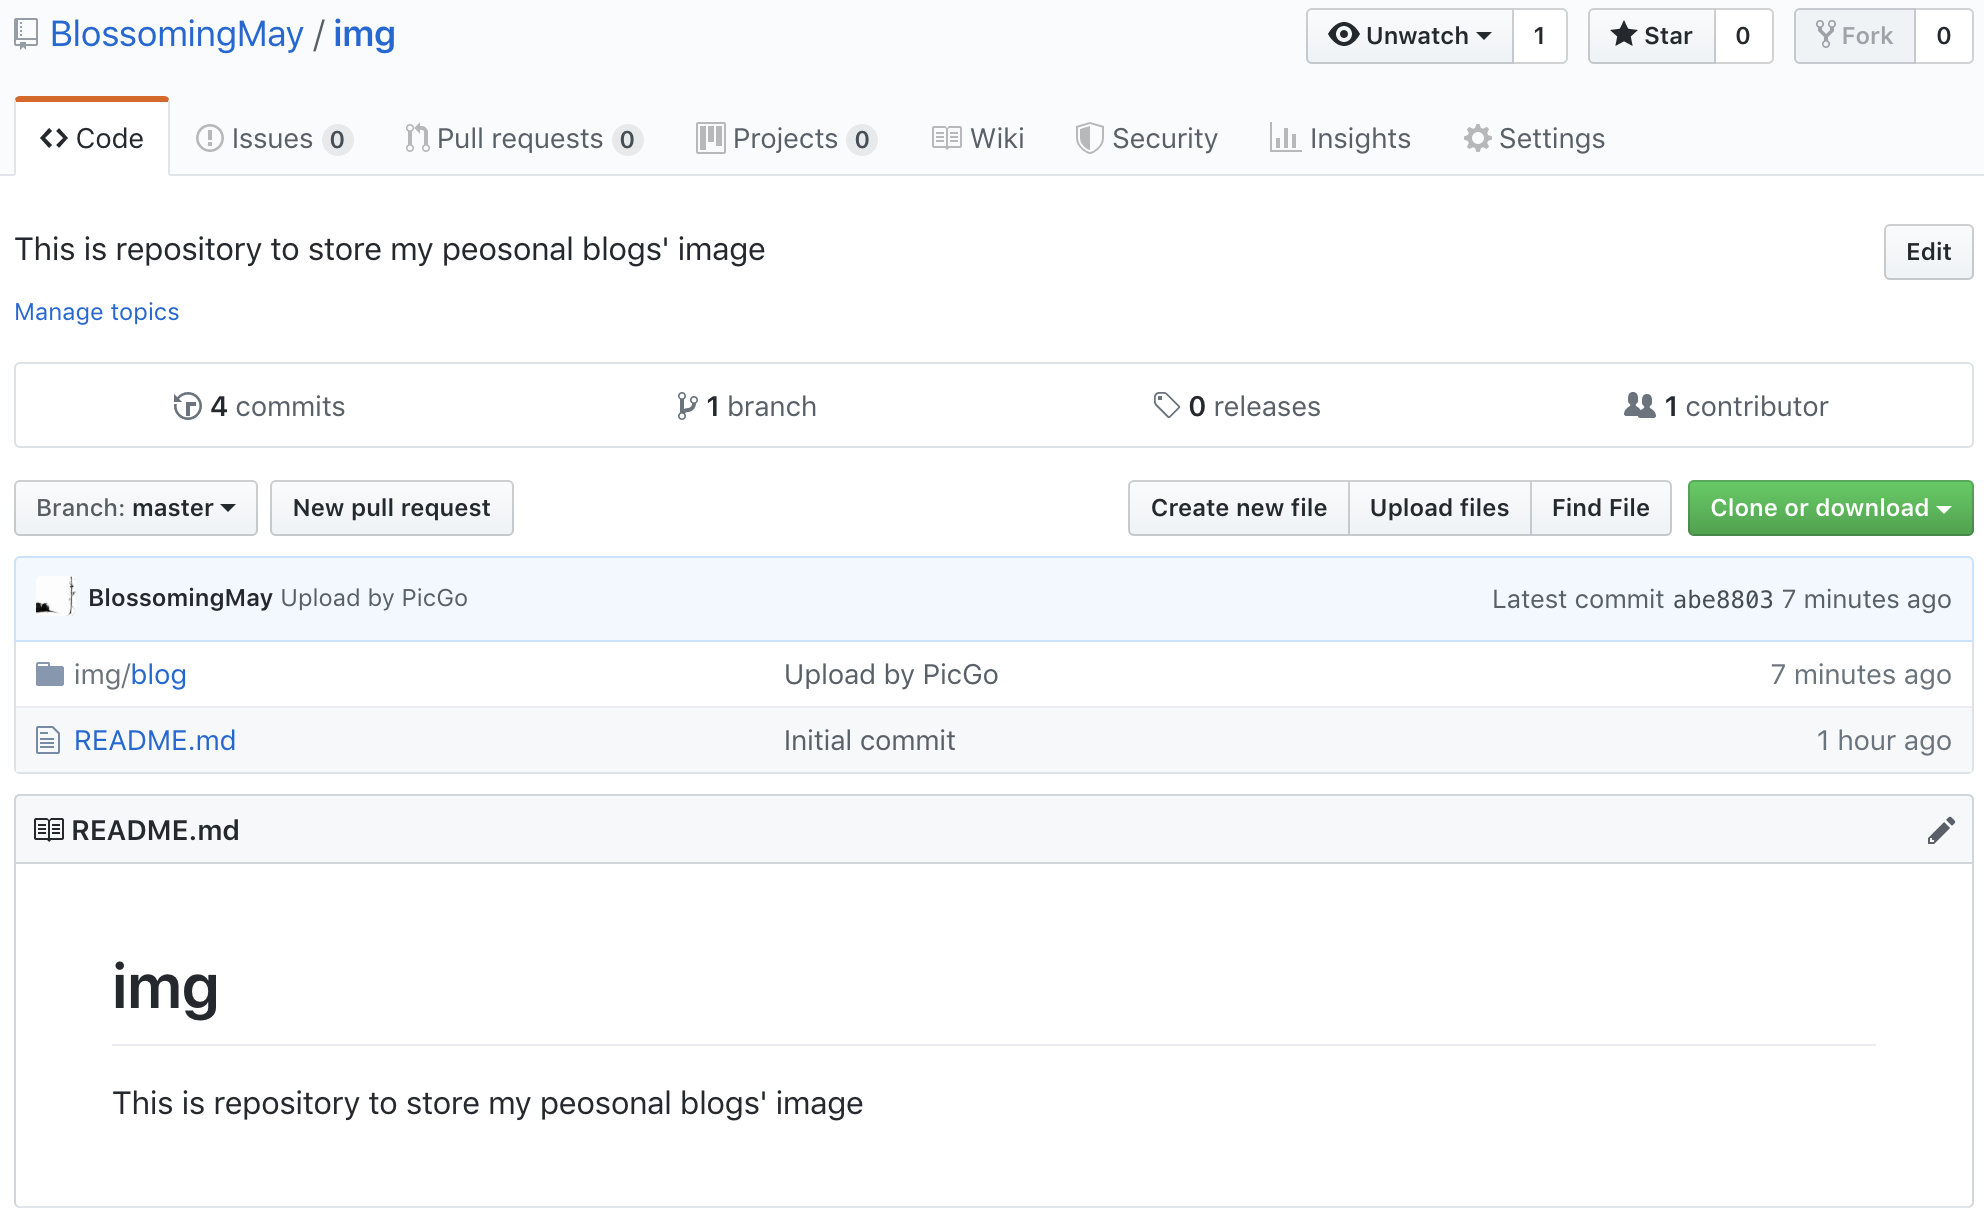 BlossomingMay / img
Unwatch 1 Star 0 Fork 0
Code Issues 0 Pull requests 0 Projects 0 Wiki Security Insights Settings
This is repository to store my peosonal blogs' image
Edit
Manage topics
4 commits 1 branch 0 releases 1 contributor
Branch: master New pull request Create new file Upload files Find File Clone or download
BlossomingMay Upload by PicGo Latest commit abe8803 7 minutes ago
img/blog Upload by PicGo 7 minutes ago
README.md Initial commit 1 hour ago
README.md
img
This is repository to store my peosonal blogs' image